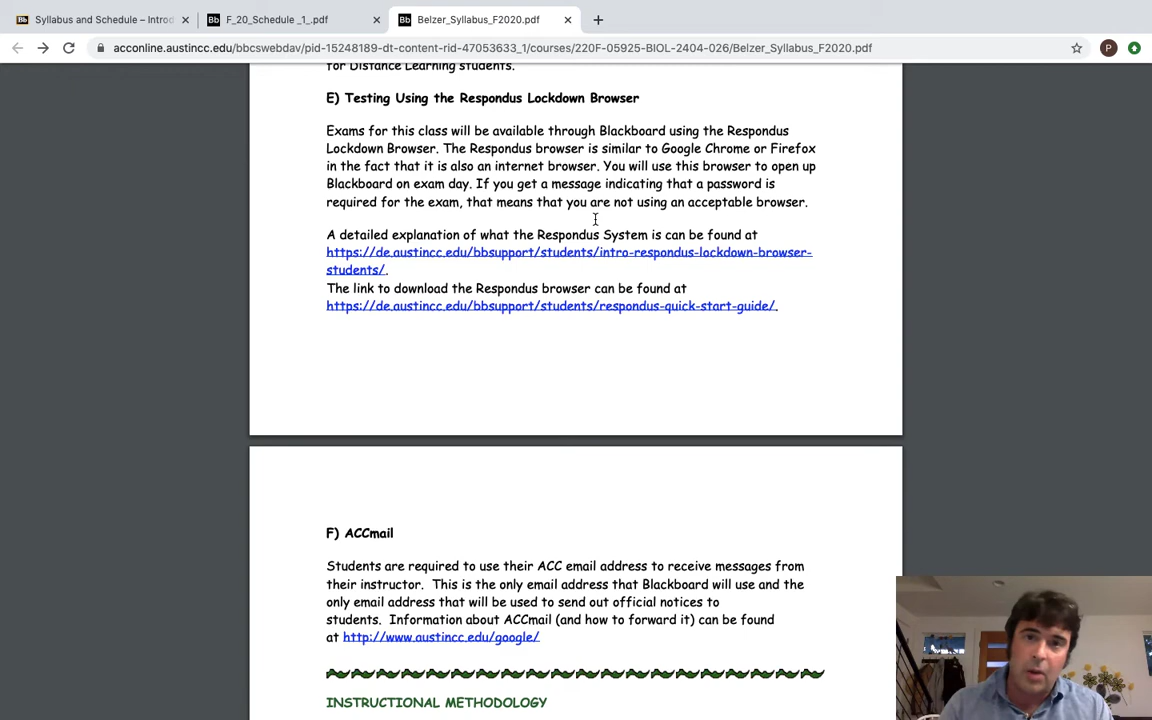 Syllabus and Schedule – Introd
F_20_Schedule _1_.pdf
Belzer_Syllabus_F2020.pdf
acconline.austincc.edu/bbcswebdav/pid-15248189-dt-content-rid-47053633_1/courses/220F-05925-BIOL-2404-026/Belzer_Syllabus_F2020.pdf
P
for Distance Learning students.
E) Testing Using the Respondus Lockdown Browser
Exams for this class will be available through Blackboard using the Respondus
Lockdown Browser. The Respondus browser is similar to Google Chrome or Firefox
in the fact that it is also an internet browser. You will use this browser to open up
Blackboard on exam day. If you get a message indicating that a password is
required for the exam, that means that you are not using an acceptable browser.
A detailed explanation of what the Respondus System is can be found at
https://de.austincc.edu/bbsupport/students/intro-respondus-lockdown-browser-
students/.
The link to download the Respondus browser can be found at
https://de.austincc.edu/bbsupport/students/respondus-quick-start-guide/.
F) ACCmail
Students are required to use their ACC email address to receive messages from
their instructor.  This is the only email address that Blackboard will use and the
only email address that will be used to send out official notices to
students.  Information about ACCmail (and how to forward it) can be found
at http://www.austincc.edu/google/
INSTRUCTIONAL METHODOLOGY